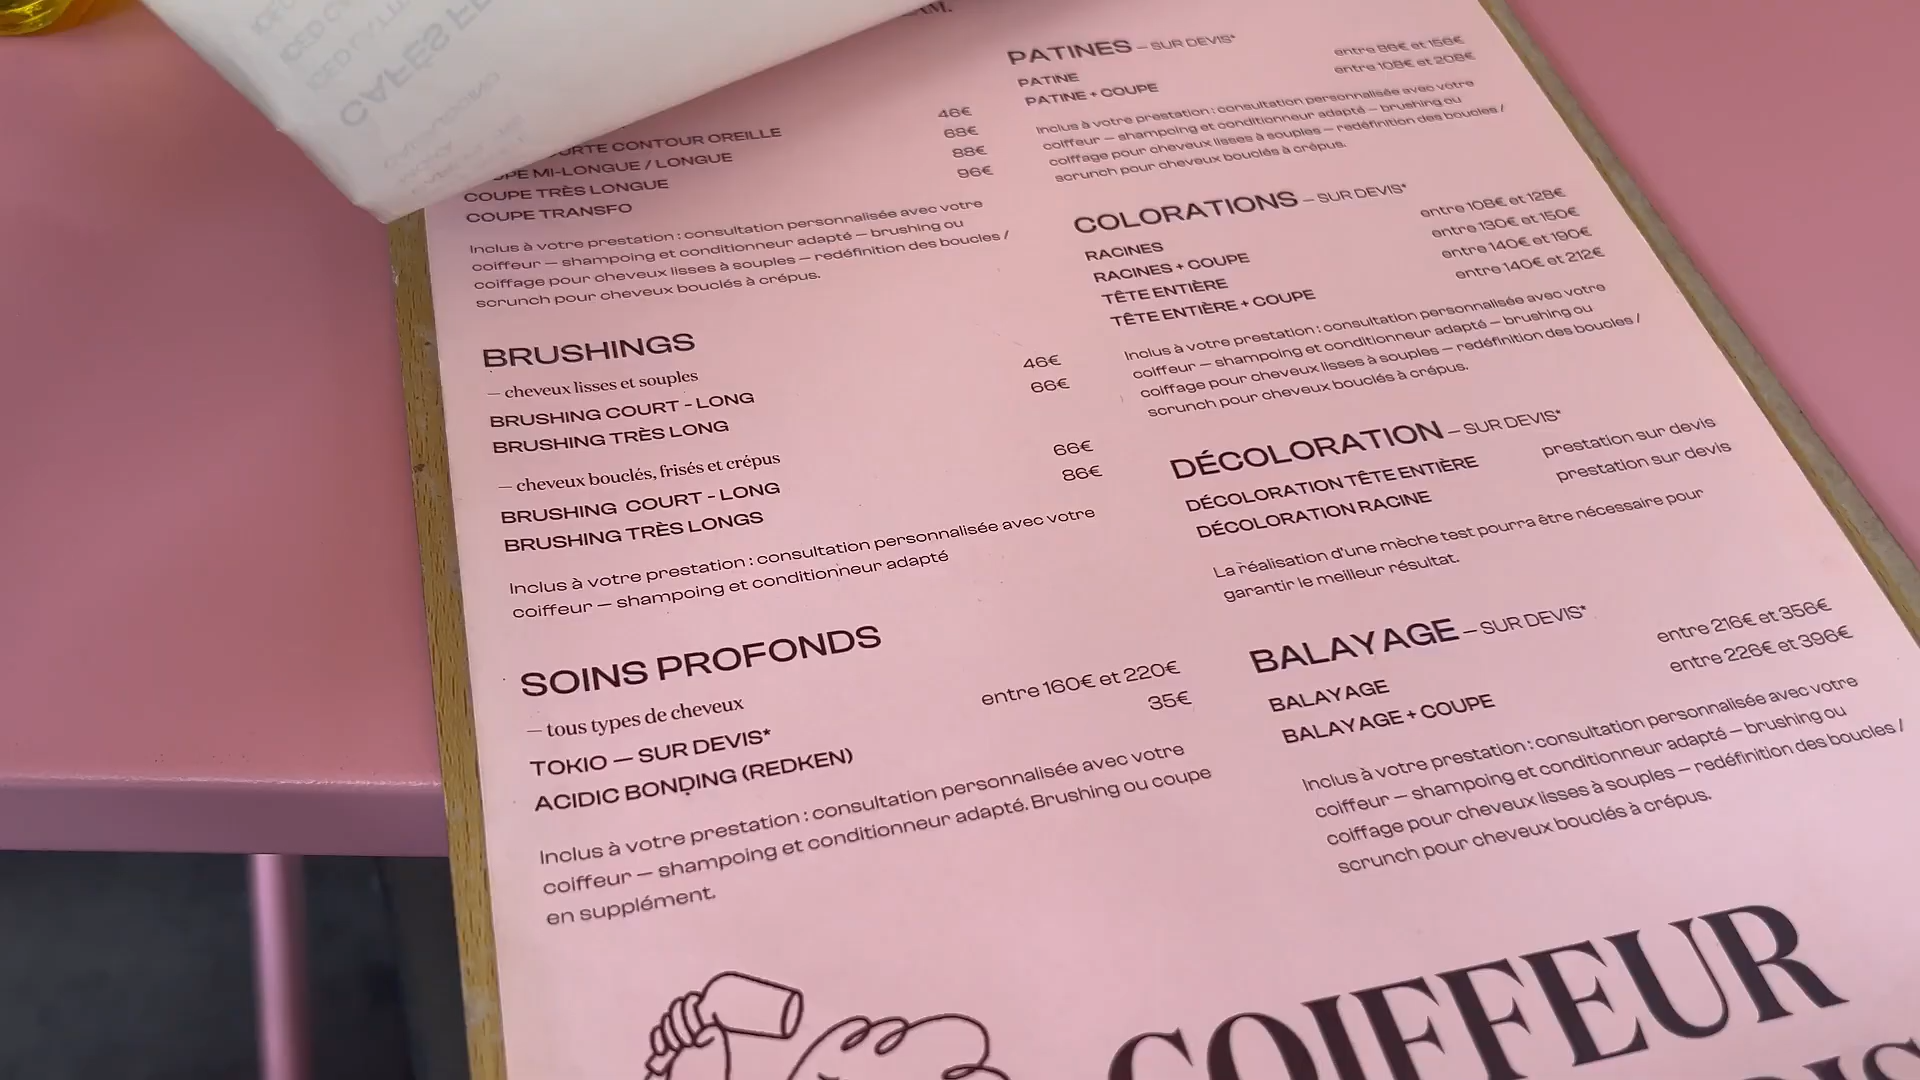 CAFÉS FR
COUPE COURTE CONTOUR OREILLE
COUPE MI-LONGUE / LONGUE
COUPE TRÈS LONGUE
COUPE TRANSFO
46€
68€
88€
96€
Inclus à votre prestation : consultation personnalisée avec votre
coiffeur — shampoing et conditionneur adapté — brushing ou
coiffage pour cheveux lisses à souples — redéfinition des boucles /
scrunch pour cheveux bouclés à crépus.
BRUSHINGS
— cheveux lisses et souples
BRUSHING COURT - LONG 46€
BRUSHING TRÈS LONG 66€
— cheveux bouclés, frisés et crépus
BRUSHING COURT - LONG 66€
BRUSHING TRÈS LONGS 86€
Inclus à votre prestation : consultation personnalisée avec votre
coiffeur — shampoing et conditionneur adapté
SOINS PROFONDS
— tous types de cheveux
TOKIO — SUR DEVIS* entre 160€ et 220€
ACIDIC BONDING (REDKEN) 35€
Inclus à votre prestation : consultation personnalisée avec votre
coiffeur — shampoing et conditionneur adapté. Brushing ou coupe
en supplément.
PATINES — SUR DEVIS*
PATINE entre 86€ et 156€
PATINE + COUPE entre 108€ et 208€
Inclus à votre prestation : consultation personnalisée avec votre
coiffeur — shampoing et conditionneur adapté — brushing ou
coiffage pour cheveux lisses à souples — redéfinition des boucles /
scrunch pour cheveux bouclés à crépus.
COLORATIONS — SUR DEVIS*
RACINES entre 108€ et 128€
RACINES + COUPE entre 130€ et 150€
TÊTE ENTIÈRE entre 140€ et 190€
TÊTE ENTIÈRE + COUPE entre 140€ et 212€
Inclus à votre prestation : consultation personnalisée avec votre
coiffeur — shampoing et conditionneur adapté — brushing ou
coiffage pour cheveux lisses à souples — redéfinition des boucles /
scrunch pour cheveux bouclés à crépus.
DÉCOLORATION — SUR DEVIS*
DÉCOLORATION TÊTE ENTIÈRE prestation sur devis
DÉCOLORATION RACINE prestation sur devis
La réalisation d'une mèche test pourra être nécessaire pour
garantir le meilleur résultat.
BALAYAGE — SUR DEVIS*
BALAYAGE entre 216€ et 356€
BALAYAGE + COUPE entre 226€ et 396€
Inclus à votre prestation : consultation personnalisée avec votre
coiffeur — shampoing et conditionneur adapté — brushing ou
coiffage pour cheveux lisses à souples — redéfinition des boucles /
scrunch pour cheveux bouclés à crépus.
COIFFEUR